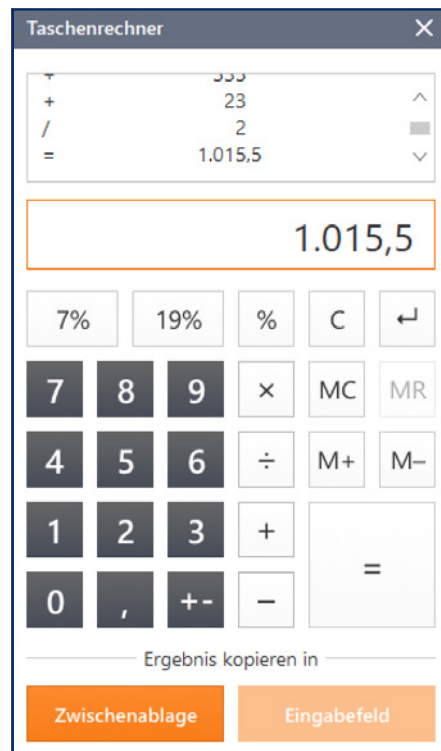 Taschenrechner
+ 23
/ 2
= 1.015,5
1.015,5
7% 19% % C ↵
7 8 9 × MC MR
4 5 6 ÷ M+ M–
1 2 3 +
=
0 , +- –
Ergebnis kopieren in
Zwischenablage Eingabefeld